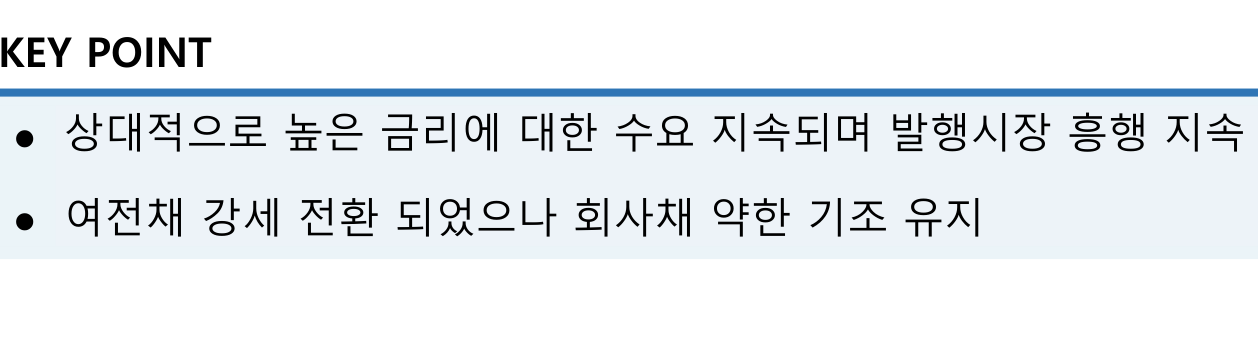 KEY POINT
● 상대적으로 높은 금리에 대한 수요 지속되며 발행시장 흥행 지속
● 여전채 강세 전환 되었으나 회사채 약한 기조 유지